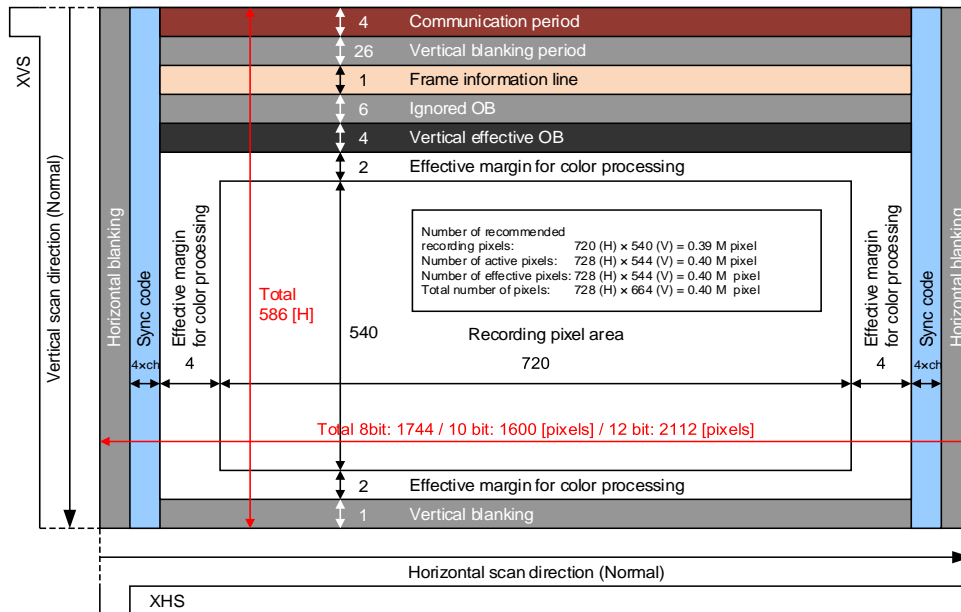 XVS
Vertical scan direction (Normal)
4 Communication period
26 Vertical blanking period
1 Frame information line
6 Ignored OB
4 Vertical effective OB
2 Effective margin for color processing
Horizontal blanking
Sync code
4×ch
Effective margin
for color processing
4
Total
586 [H]
540
Number of recommended
recording pixels: 720 (H) × 540 (V) = 0.39 M pixel
Number of active pixels: 728 (H) × 544 (V) = 0.40 M pixel
Number of effective pixels: 728 (H) × 544 (V) = 0.40 M pixel
Total number of pixels: 728 (H) × 664 (V) = 0.40 M pixel
Recording pixel area
720
Effective margin
for color processing
4
Sync code
4×ch
Horizontal blanking
Total 8bit: 1744 / 10 bit: 1600 [pixels] / 12 bit: 2112 [pixels]
2 Effective margin for color processing
1 Vertical blanking
Horizontal scan direction (Normal)
XHS